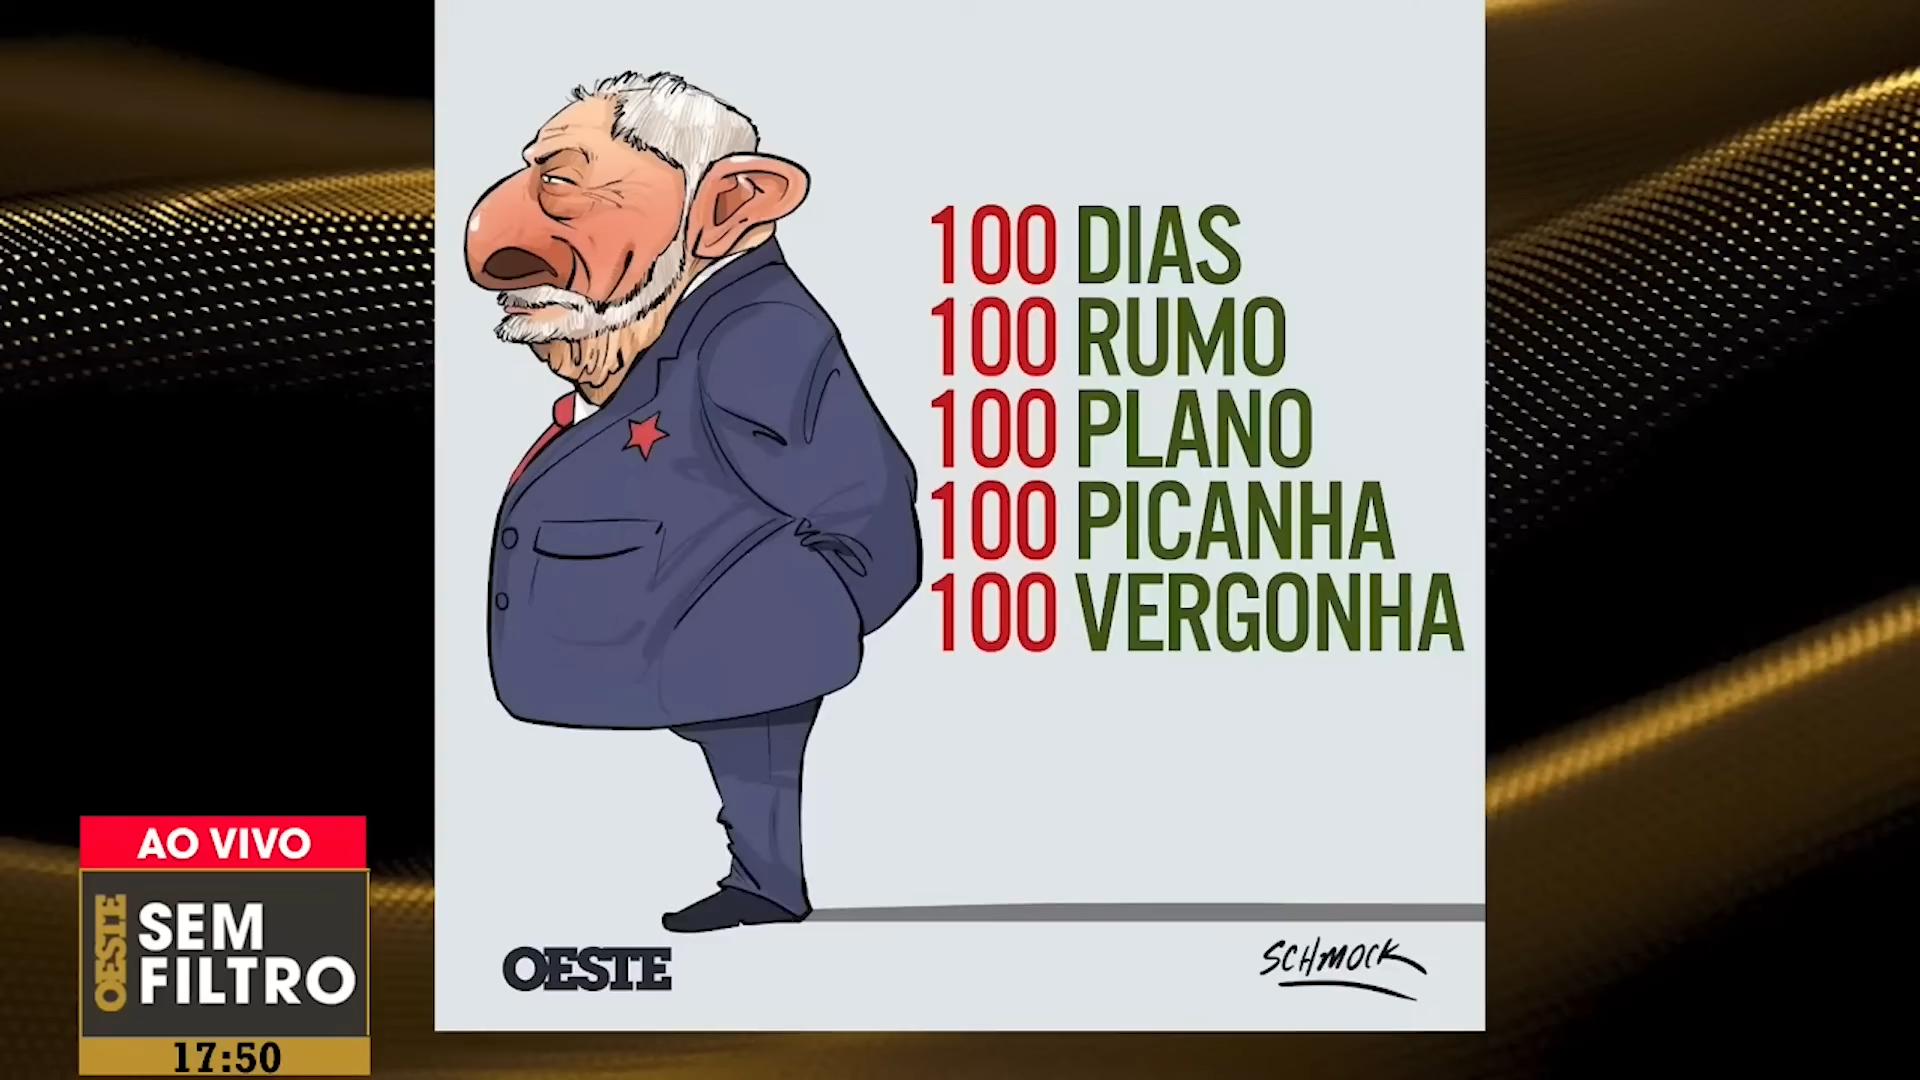 100 DIAS
100 RUMO
100 PLANO
100 PICANHA
100 VERGONHA
OESTE
SCHMOCK
AO VIVO
OESTE
SEM
FILTRO
17:50